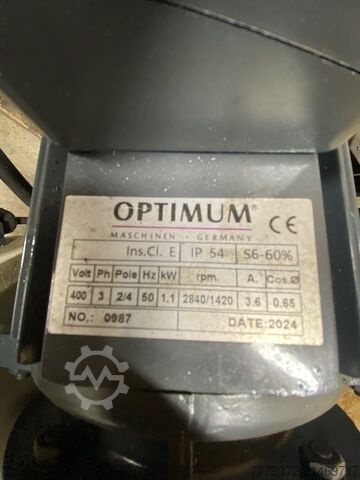 OPTIMUM®
MASCHINEN - GERMANY
CE
Ins.Cl. E IP 54 S6-60%
Volt Ph Pole Hz kW rpm. A. Cos.Ø
400 3 2/4 50 1.1 2840/1420 3.6 0.65
NO.: 0987 DATE:2024